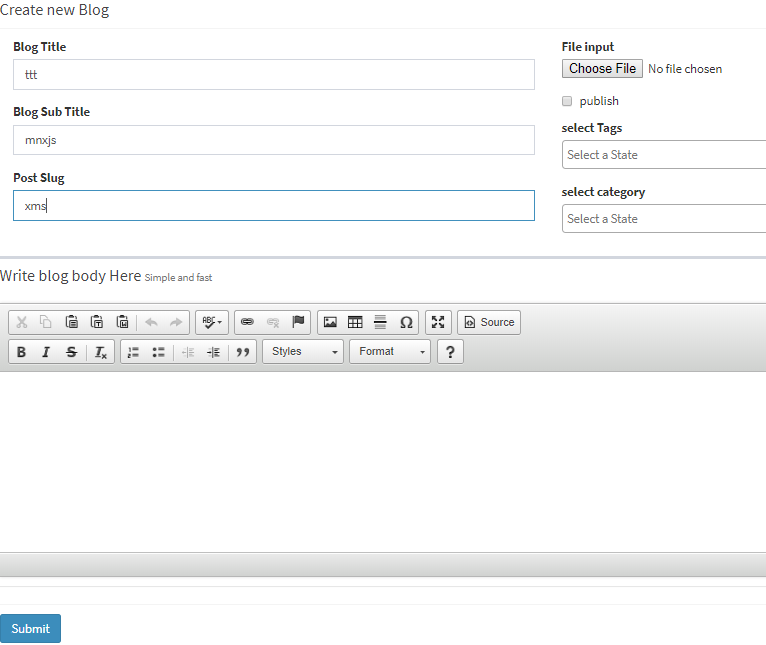 Create new Blog
Blog Title
ttt
Blog Sub Title
mnxjs
Post Slug
xms
File input
Choose File No file chosen
publish
select Tags
Select a State
select category
Select a State
Write blog body Here Simple and fast
ABC Ω Source
B I S Ix Styles Format ?
Submit